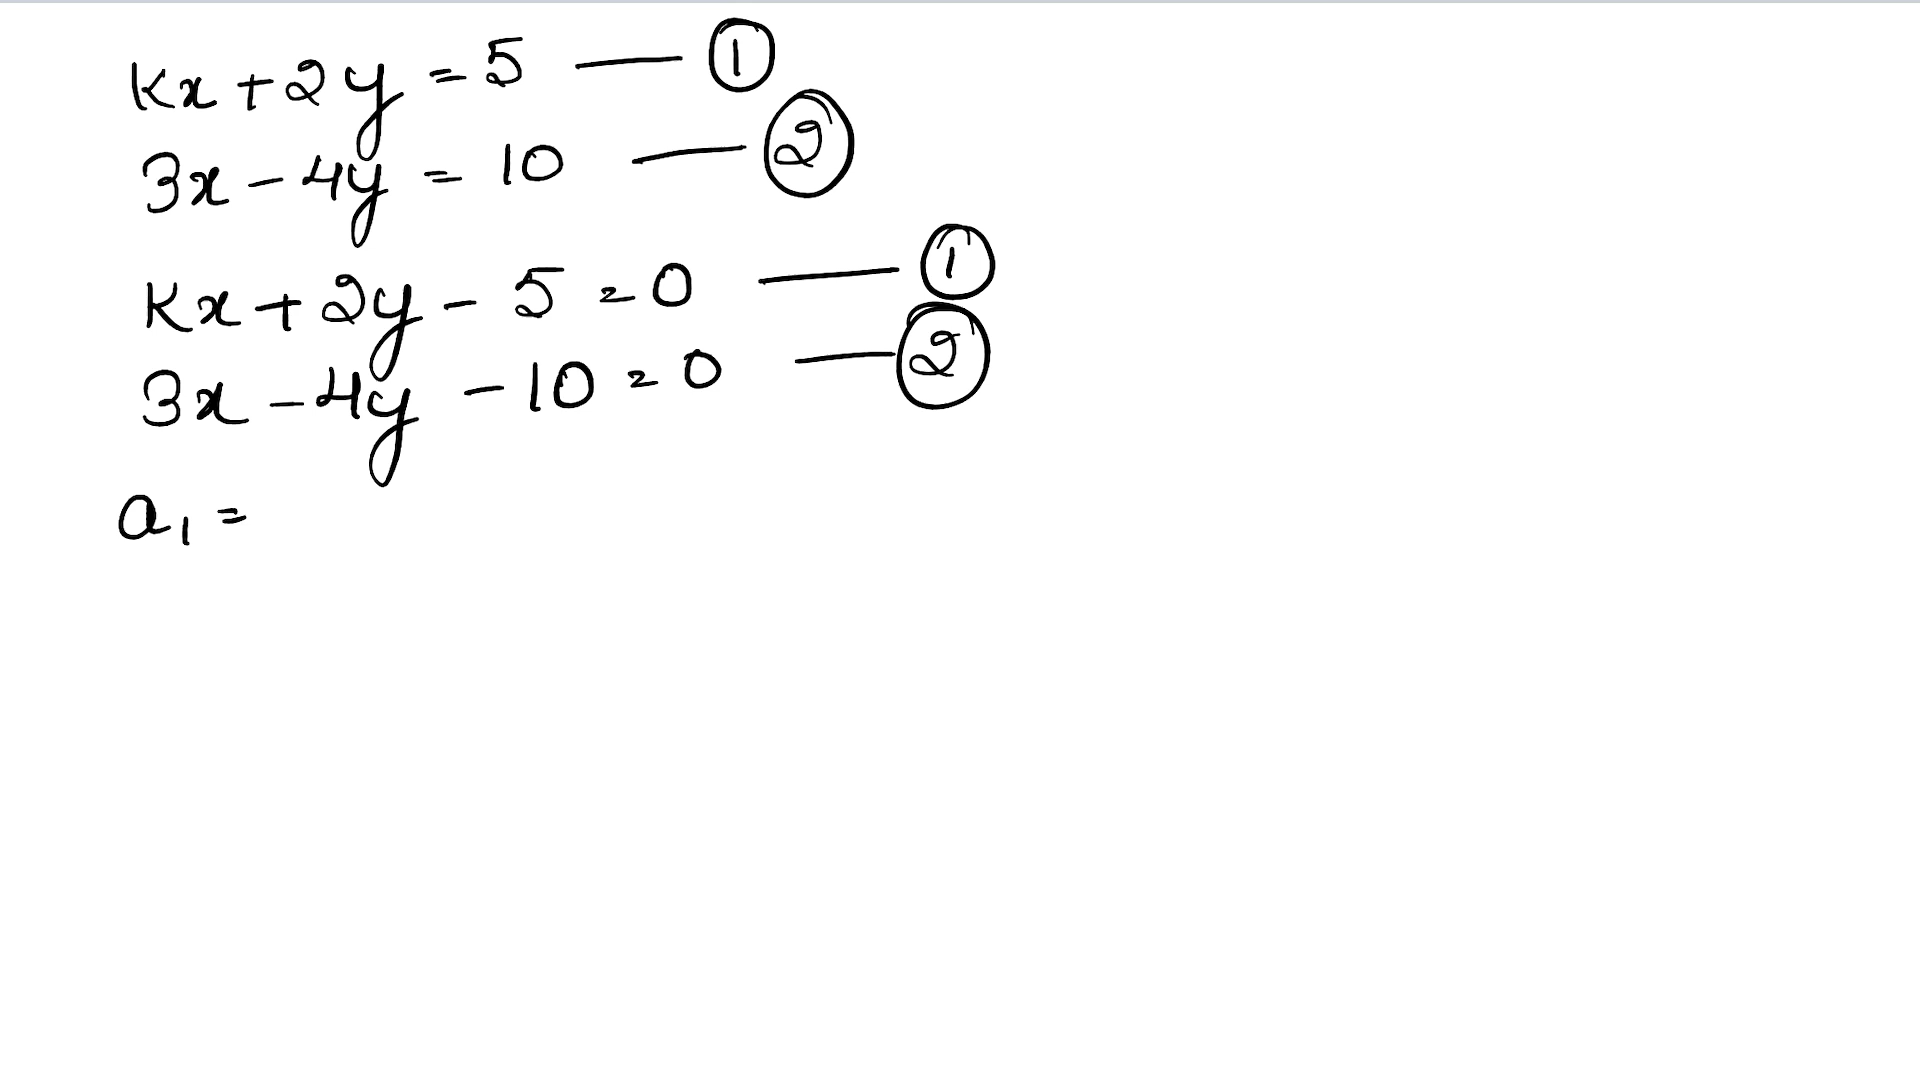 kx + 2y = 5 — ①
3x - 4y = 10 — ②
kx + 2y - 5 = 0 — ①
3x - 4y - 10 = 0 — ②
a₁ =